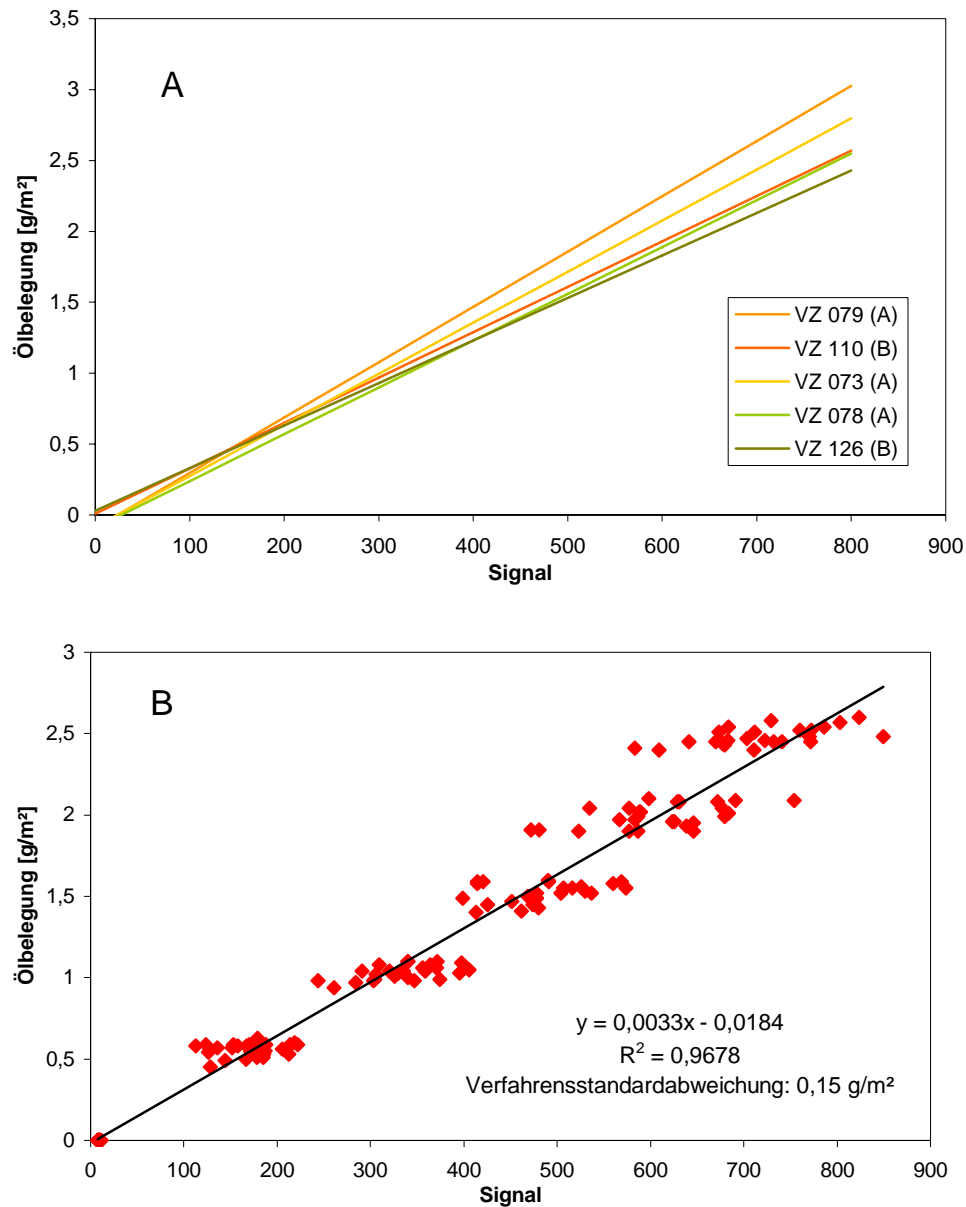 3,5
3
2,5
2
1,5
1
0,5
0
Ölbelegung [g/m²]
A
VZ 079 (A)
VZ 110 (B)
VZ 073 (A)
VZ 078 (A)
VZ 126 (B)
0 100 200 300 400 500 600 700 800 900
Signal
3
2,5
2
1,5
1
0,5
0
Ölbelegung [g/m²]
B
y = 0,0033x - 0,0184
R² = 0,9678
Verfahrensstandardabweichung: 0,15 g/m²
0 100 200 300 400 500 600 700 800 900
Signal